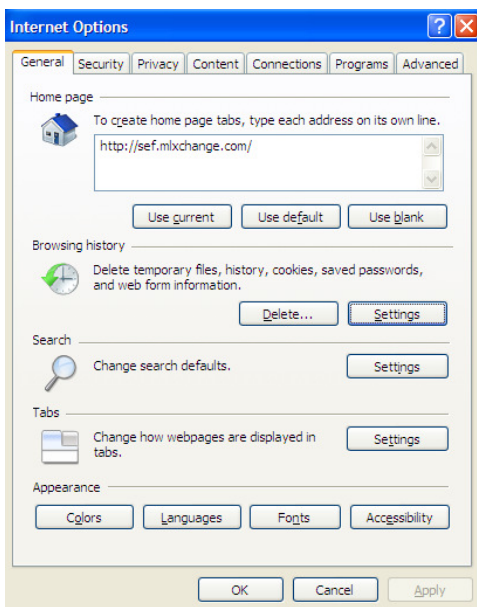 Internet Options
?
X
General Security Privacy Content Connections Programs Advanced
Home page
To create home page tabs, type each address on its own line.
http://sef.mlxchange.com/
Use current Use default Use blank
Browsing history
Delete temporary files, history, cookies, saved passwords,
and web form information.
Delete... Settings
Search
Change search defaults. Settings
Tabs
Change how webpages are displayed in
tabs.
Settings
Appearance
Colors Languages Fonts Accessibility
OK Cancel Apply